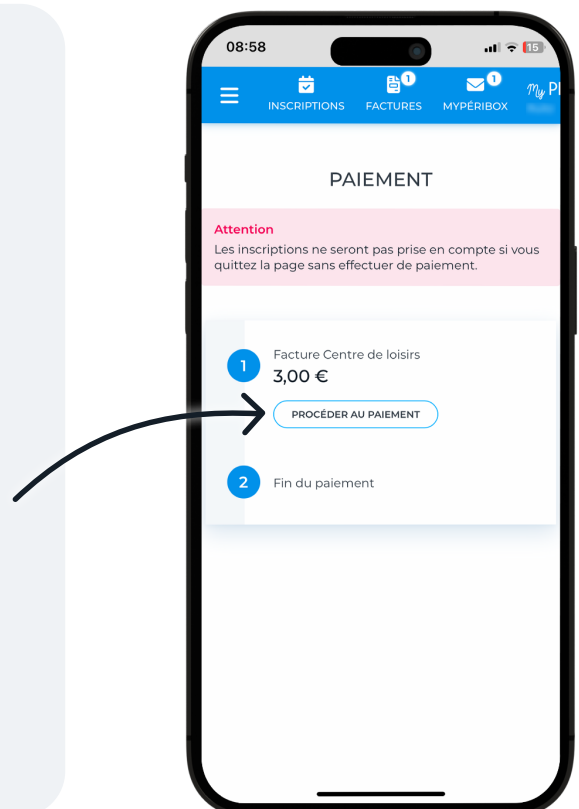 08:58
15
INSCRIPTIONS
1
FACTURES
1
MYPÉRIBOX
My P
PAIEMENT
Attention
Les inscriptions ne seront pas prise en compte si vous
quittez la page sans effectuer de paiement.
1
Facture Centre de loisirs
3,00 €
PROCÉDER AU PAIEMENT
2
Fin du paiement